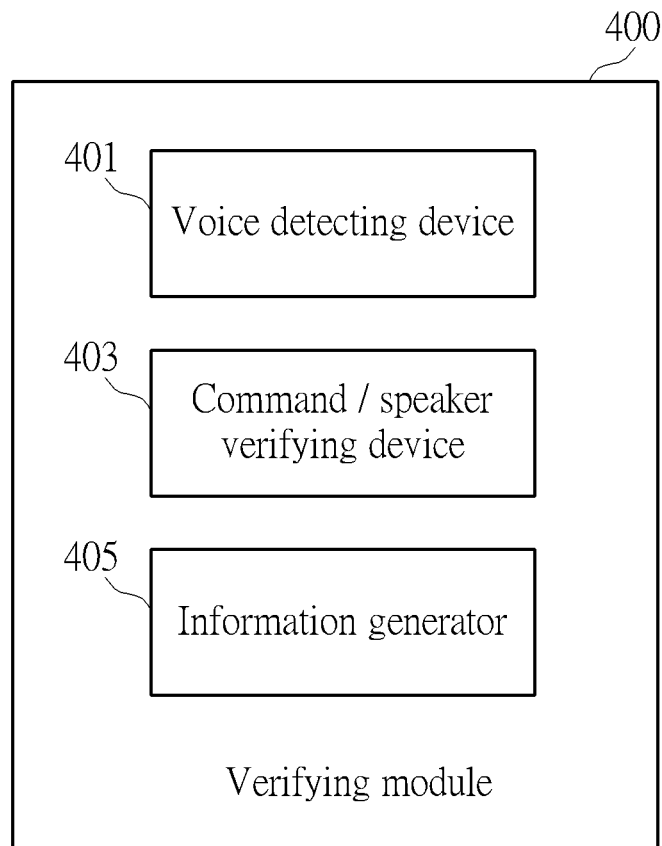 400
401
Voice detecting device
403
Command / speaker
verifying device
405
Information generator
Verifying module